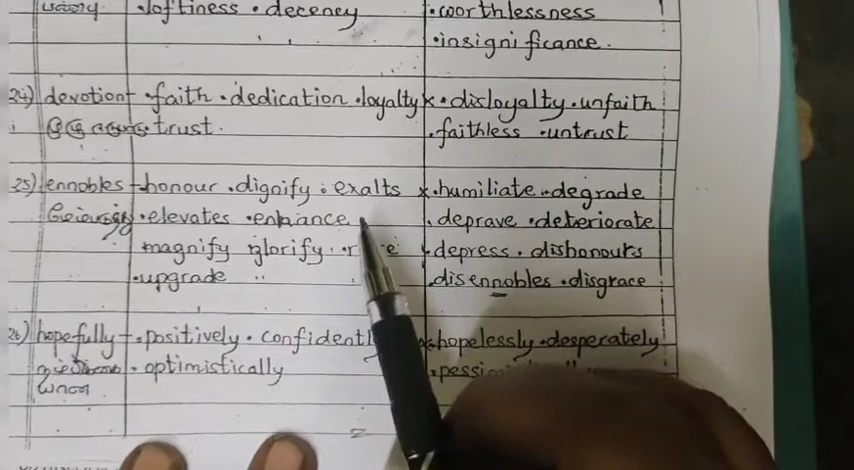 ·loftiness ·decency ·worthlessness
·insignificance.
24) devotion - ·faith ·dedication ·loyalty x ·disloyalty ·unfaith
·trust. ·faithless ·untrust
25) ennobles - honour ·dignify ·exalts x ·humiliate ·degrade
·elevates ·enhance ·deprave ·deteriorate
magnify glorify ·depress ·dishonours
·upgrade disennobles ·disgrace
26) hopefully - ·positively ·confidently x hopelessly ·desperately
·optimistically